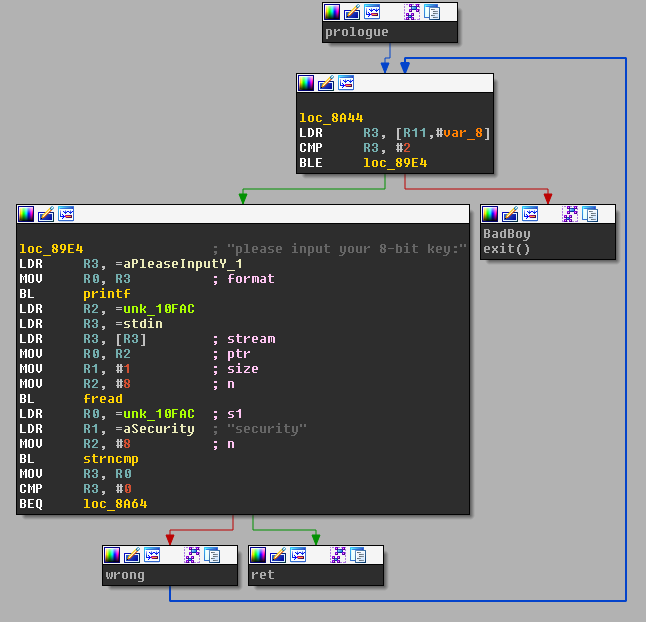 prologue
loc_8A44
LDR R3, [R11,#var_8]
CMP R3, #2
BLE loc_89E4
loc_89E4 ; "please input your 8-bit key:"
LDR R3, =aPleaseInputY_1
MOV R0, R3 ; format
BL printf
LDR R2, =unk_10FAC
LDR R3, =stdin
LDR R3, [R3] ; stream
MOV R0, R2 ; ptr
MOV R1, #1 ; size
MOV R2, #8 ; n
BL fread
LDR R0, =unk_10FAC ; s1
LDR R1, =aSecurity ; "security"
MOV R2, #8 ; n
BL strncmp
MOV R3, R0
CMP R3, #0
BEQ loc_8A64
BadBoy
exit()
wrong
ret